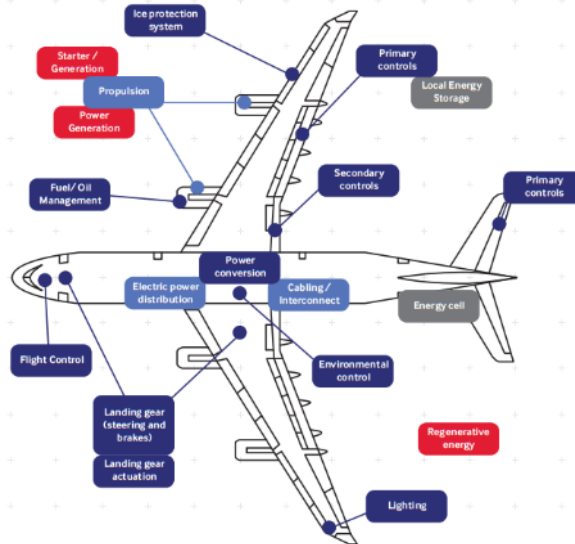 Ice protection
system
Starter /
Generation
Primary
controls
Propulsion
Local Energy
Storage
Power
Generation
Secondary
controls
Fuel/ Oil
Management
Primary
controls
Power
conversion
Electric power
distribution
Cabling /
Interconnect
Energy cell
Flight Control
Environmental
control
Landing gear
(steering and
brakes)
Landing gear
actuation
Regenerative
energy
Lighting